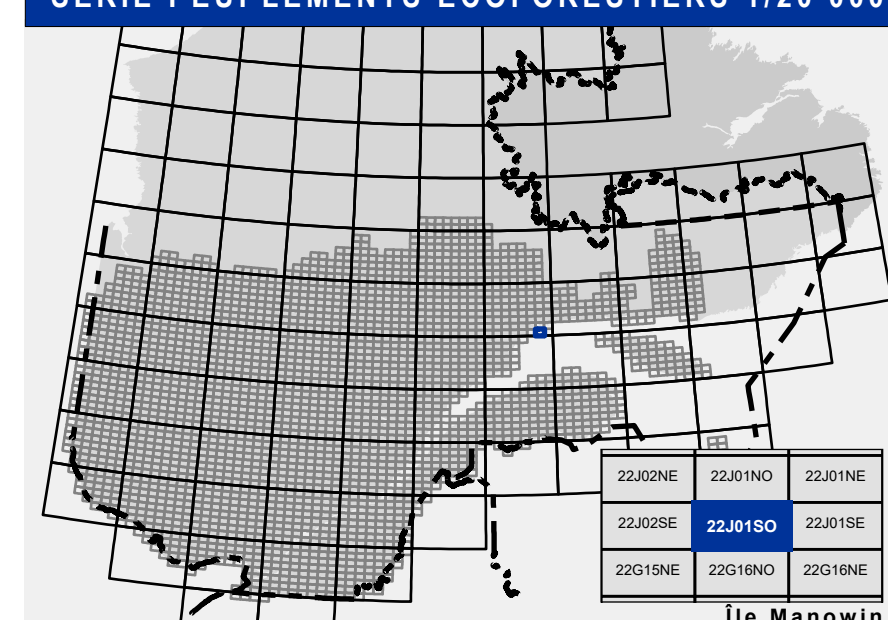 SÉRIE PEUPLEMENTS ÉCOFORESTIERS 1/20 000
22J02NE 22J01NO 22J01NE
22J02SE 22J01SO 22J01SE
22G15NE 22G16NO 22G16NE
Île Manowin